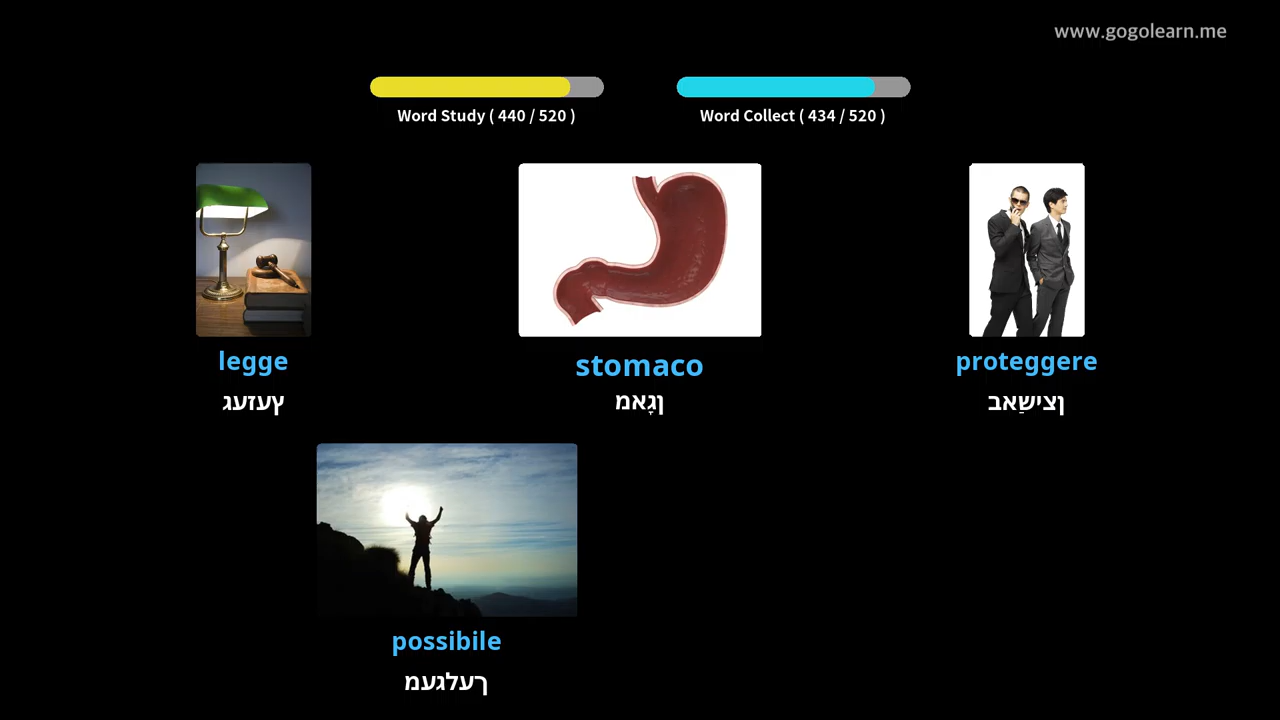 www.gogolearn.me
Word Study ( 440 / 520 )
Word Collect ( 434 / 520 )
legge
געזעץ
stomaco
מאָגן
proteggere
באַשיצן
possibile
מעגלעך